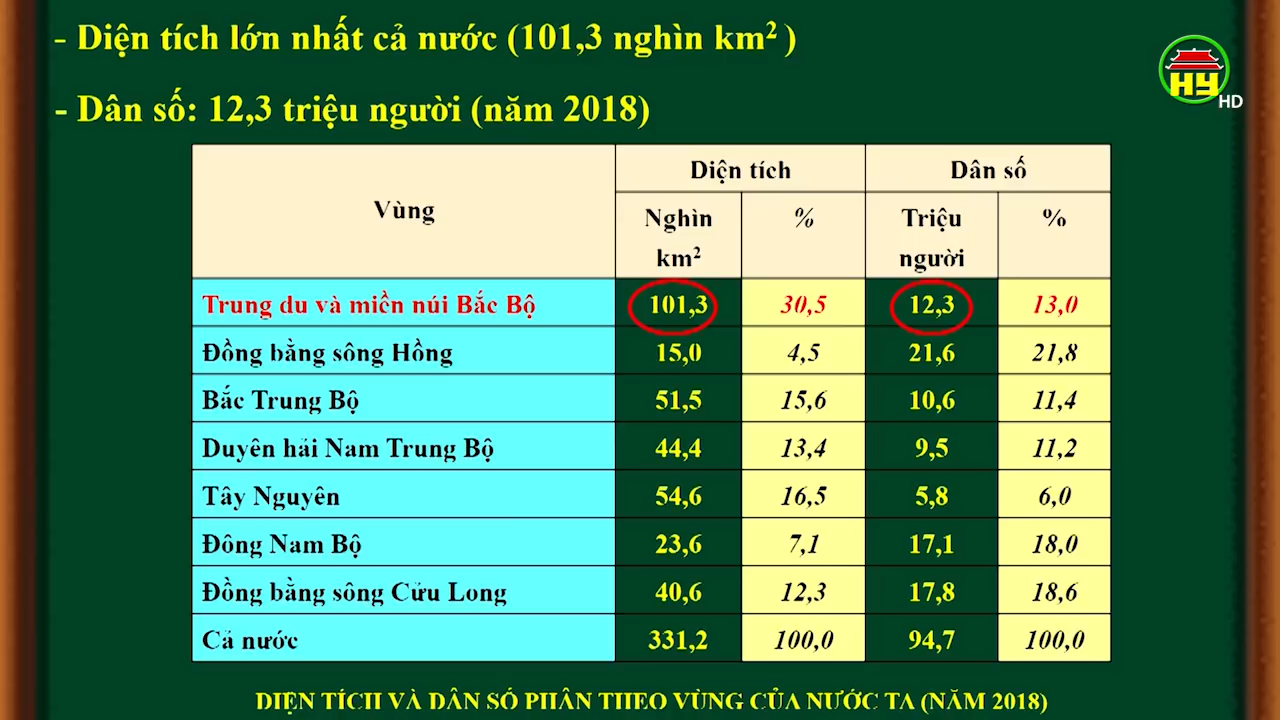 - Diện tích lớn nhất cả nước (101,3 nghìn km² )
HY
HD
- Dân số: 12,3 triệu người (năm 2018)
Vùng Diện tích Dân số
Nghìn km² % Triệu người %
Trung du và miền núi Bắc Bộ 101,3 30,5 12,3 13,0
Đồng bằng sông Hồng 15,0 4,5 21,6 21,8
Bắc Trung Bộ 51,5 15,6 10,6 11,4
Duyên hải Nam Trung Bộ 44,4 13,4 9,5 11,2
Tây Nguyên 54,6 16,5 5,8 6,0
Đông Nam Bộ 23,6 7,1 17,1 18,0
Đồng bằng sông Cửu Long 40,6 12,3 17,8 18,6
Cả nước 331,2 100,0 94,7 100,0
DIỆN TÍCH VÀ DÂN SỐ PHÂN THEO VÙNG CỦA NƯỚC TA (NĂM 2018)